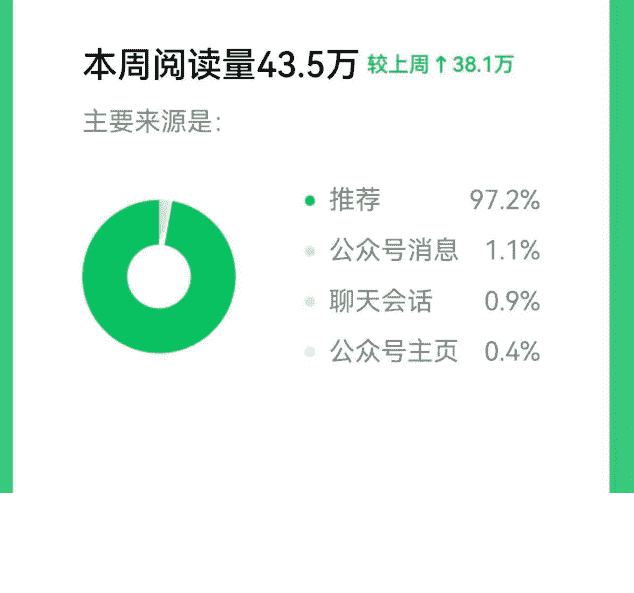 本周阅读量43.5万 较上周↑38.1万
主要来源是：
推荐 97.2%
公众号消息 1.1%
聊天会话 0.9%
公众号主页 0.4%